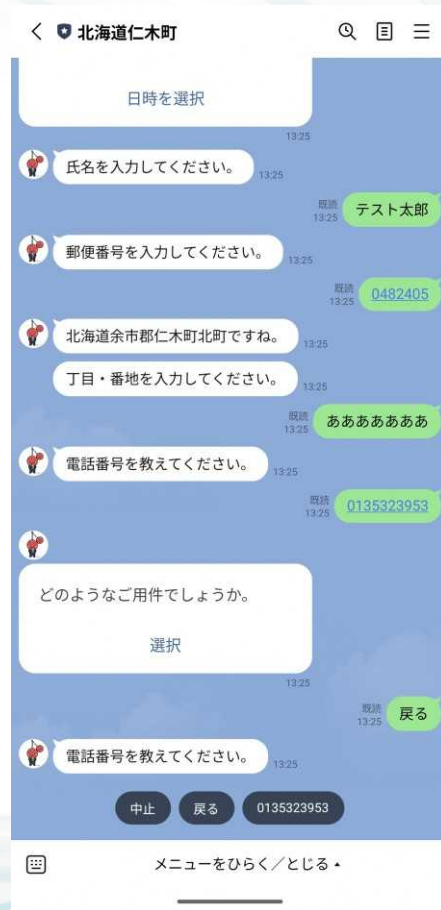 北海道仁木町
日時を選択
13:25
氏名を入力してください。
13:25
既読
13:25
テスト太郎
郵便番号を入力してください。
13:25
既読
13:25
0482405
北海道余市郡仁木町北町ですね。
13:25
丁目・番地を入力してください。
13:25
既読
13:25
あああああああ
電話番号を教えてください。
13:25
既読
13:25
0135323953
どのようなご用件でしょうか。
選択
13:25
既読
13:25
戻る
電話番号を教えてください。
13:25
中止
戻る
0135323953
メニューをひらく／とじる